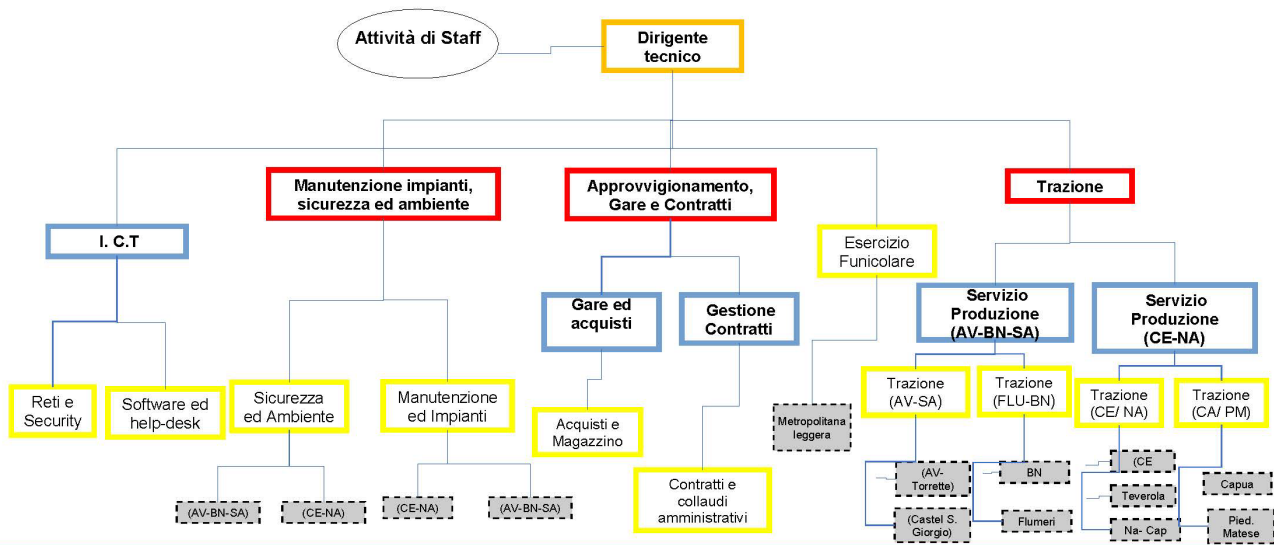 Attività di Staff
Dirigente
tecnico
Manutenzione impianti,
sicurezza ed ambiente
Approvvigionamento,
Gare e Contratti
Trazione
I. C.T
Esercizio
Funicolare
Gare ed
acquisti
Gestione
Contratti
Servizio
Produzione
(AV-BN-SA)
Servizio
Produzione
(CE-NA)
Reti e
Security
Software ed
help-desk
Sicurezza
ed Ambiente
Manutenzione
ed Impianti
Acquisti e
Magazzino
Metropolitana
leggera
Trazione
(AV-SA)
Trazione
(FLU-BN)
Trazione
(CE/ NA)
Trazione
(CA/ PM)
Contratti e
collaudi
amministrativi
(AV-BN-SA)
(CE-NA)
(CE-NA)
(AV-BN-SA)
(AV-
Torrette)
(Castel S.
Giorgio)
BN
Flumeri
(CE
Teverola
Na- Cap
Capua
Pied.
Matese